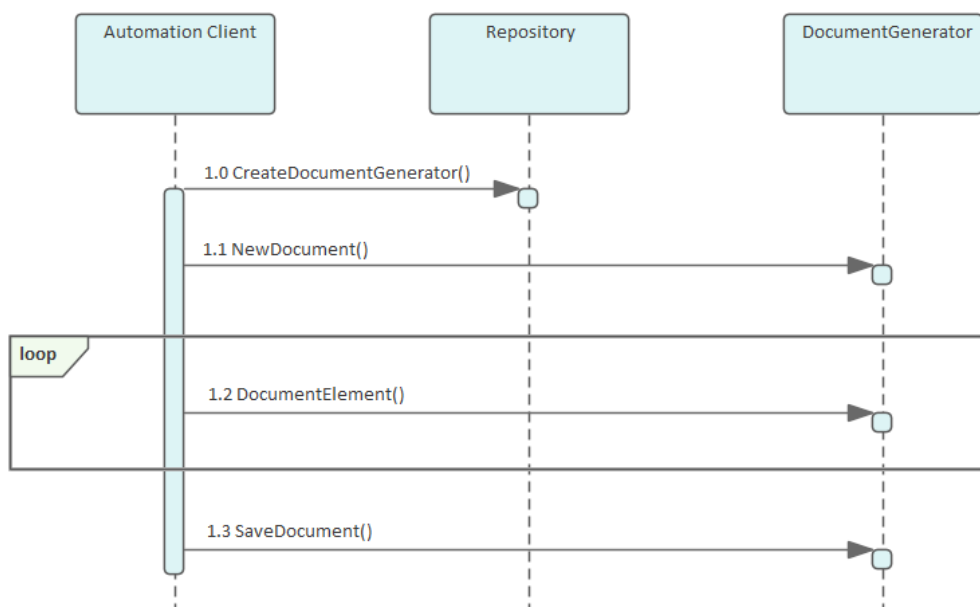 Automation Client
Repository
DocumentGenerator
1.0 CreateDocumentGenerator()
1.1 NewDocument()
loop
1.2 DocumentElement()
1.3 SaveDocument()